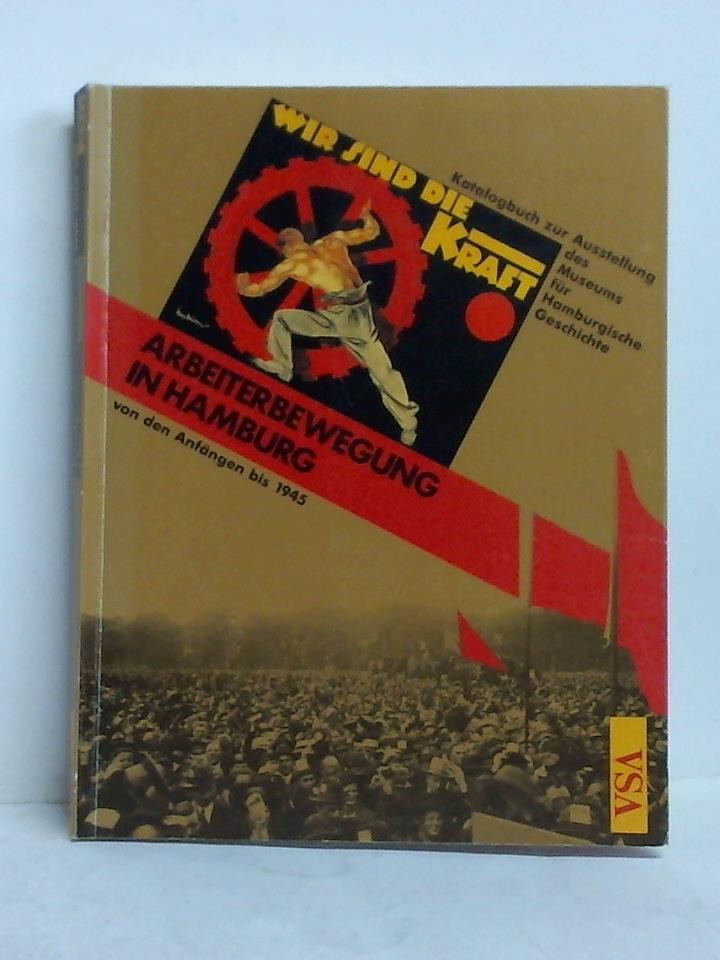 WIR SIND DIE
KRAFT
Katalogbuch zur Ausstellung
des
Museums
für
Hamburgische
Geschichte
ARBEITERBEWEGUNG
IN HAMBURG
von den Anfängen bis 1945
VSA